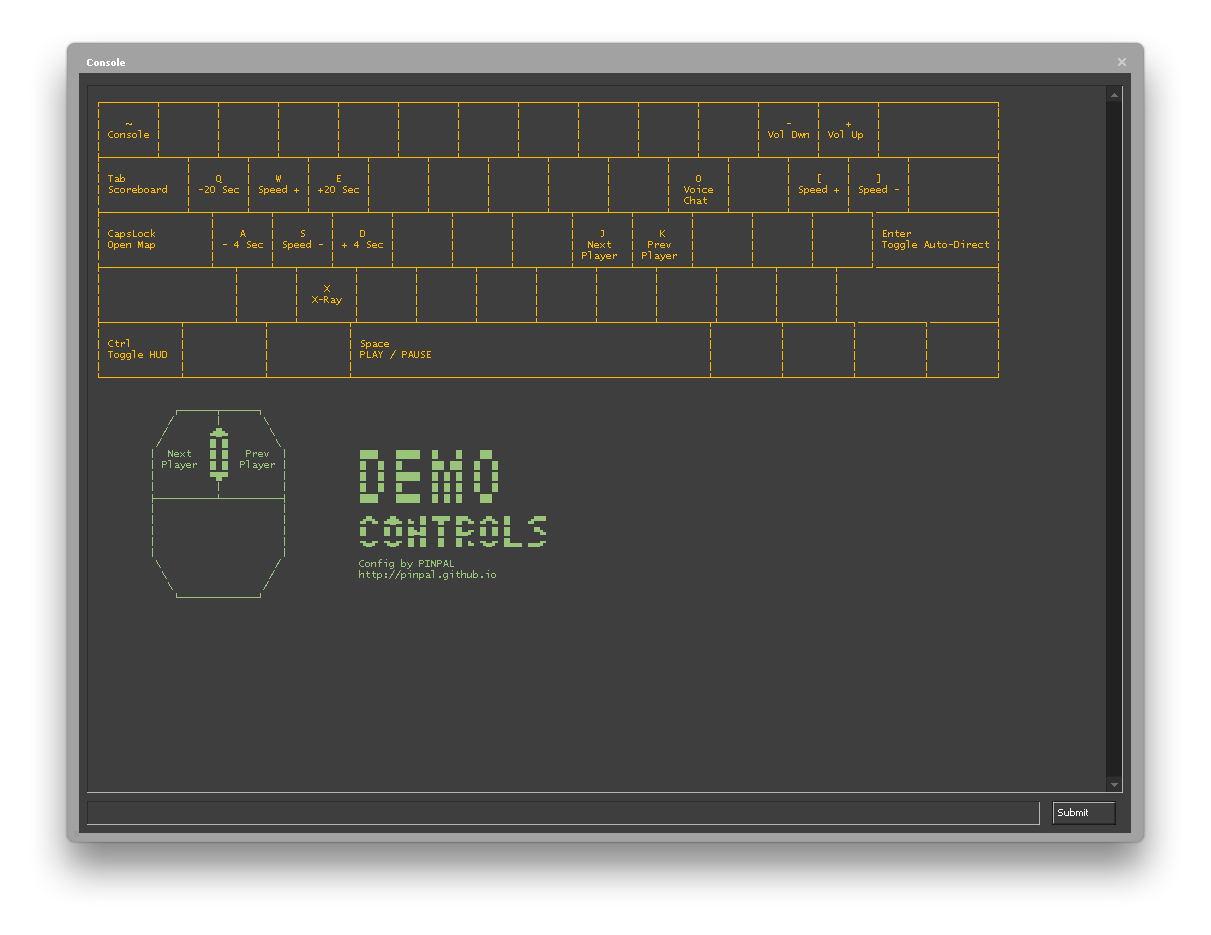 Console
~ - +
Console Vol Dwn Vol Up
Tab Q W E O [ ]
Scoreboard -20 Sec Speed + +20 Sec Voice Speed + Speed -
Chat
CapsLock A S D J K Enter
Open Map - 4 Sec Speed - + 4 Sec Next Prev Toggle Auto-Direct
Player Player
X
X-Ray
Ctrl Space
Toggle HUD PLAY / PAUSE
Next Prev
Player Player
DEMO
CONTROLS
Config by PINPAL
http://pinpal.github.io
Submit